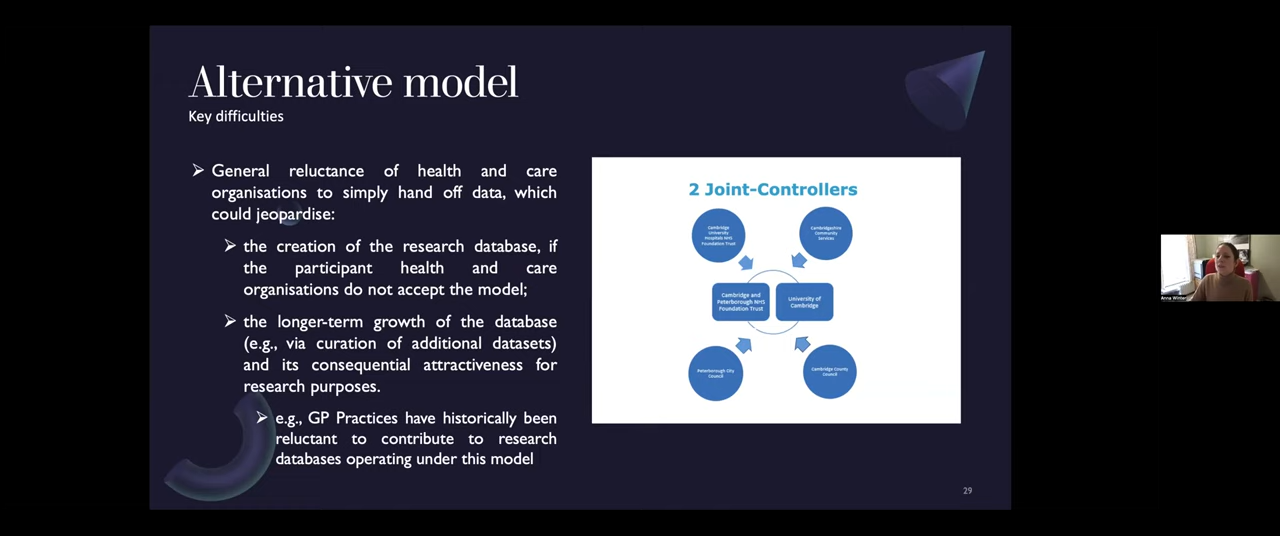 Alternative model
Key difficulties
➢ General reluctance of health and care
organisations to simply hand off data, which
could jeopardise:
➢ the creation of the research database, if
the participant health and care
organisations do not accept the model;
➢ the longer-term growth of the database
(e.g., via curation of additional datasets)
and its consequential attractiveness for
research purposes.
➢ e.g., GP Practices have historically been
reluctant to contribute to research
databases operating under this model
2 Joint-Controllers
Cambridge
University
Hospitals NHS
Foundation Trust
Cambridgeshire
Community
Services
Cambridge and
Peterborough NHS
Foundation Trust
University of
Cambridge
Peterborough City
Council
Cambridge County
Council
29
Anna Winter